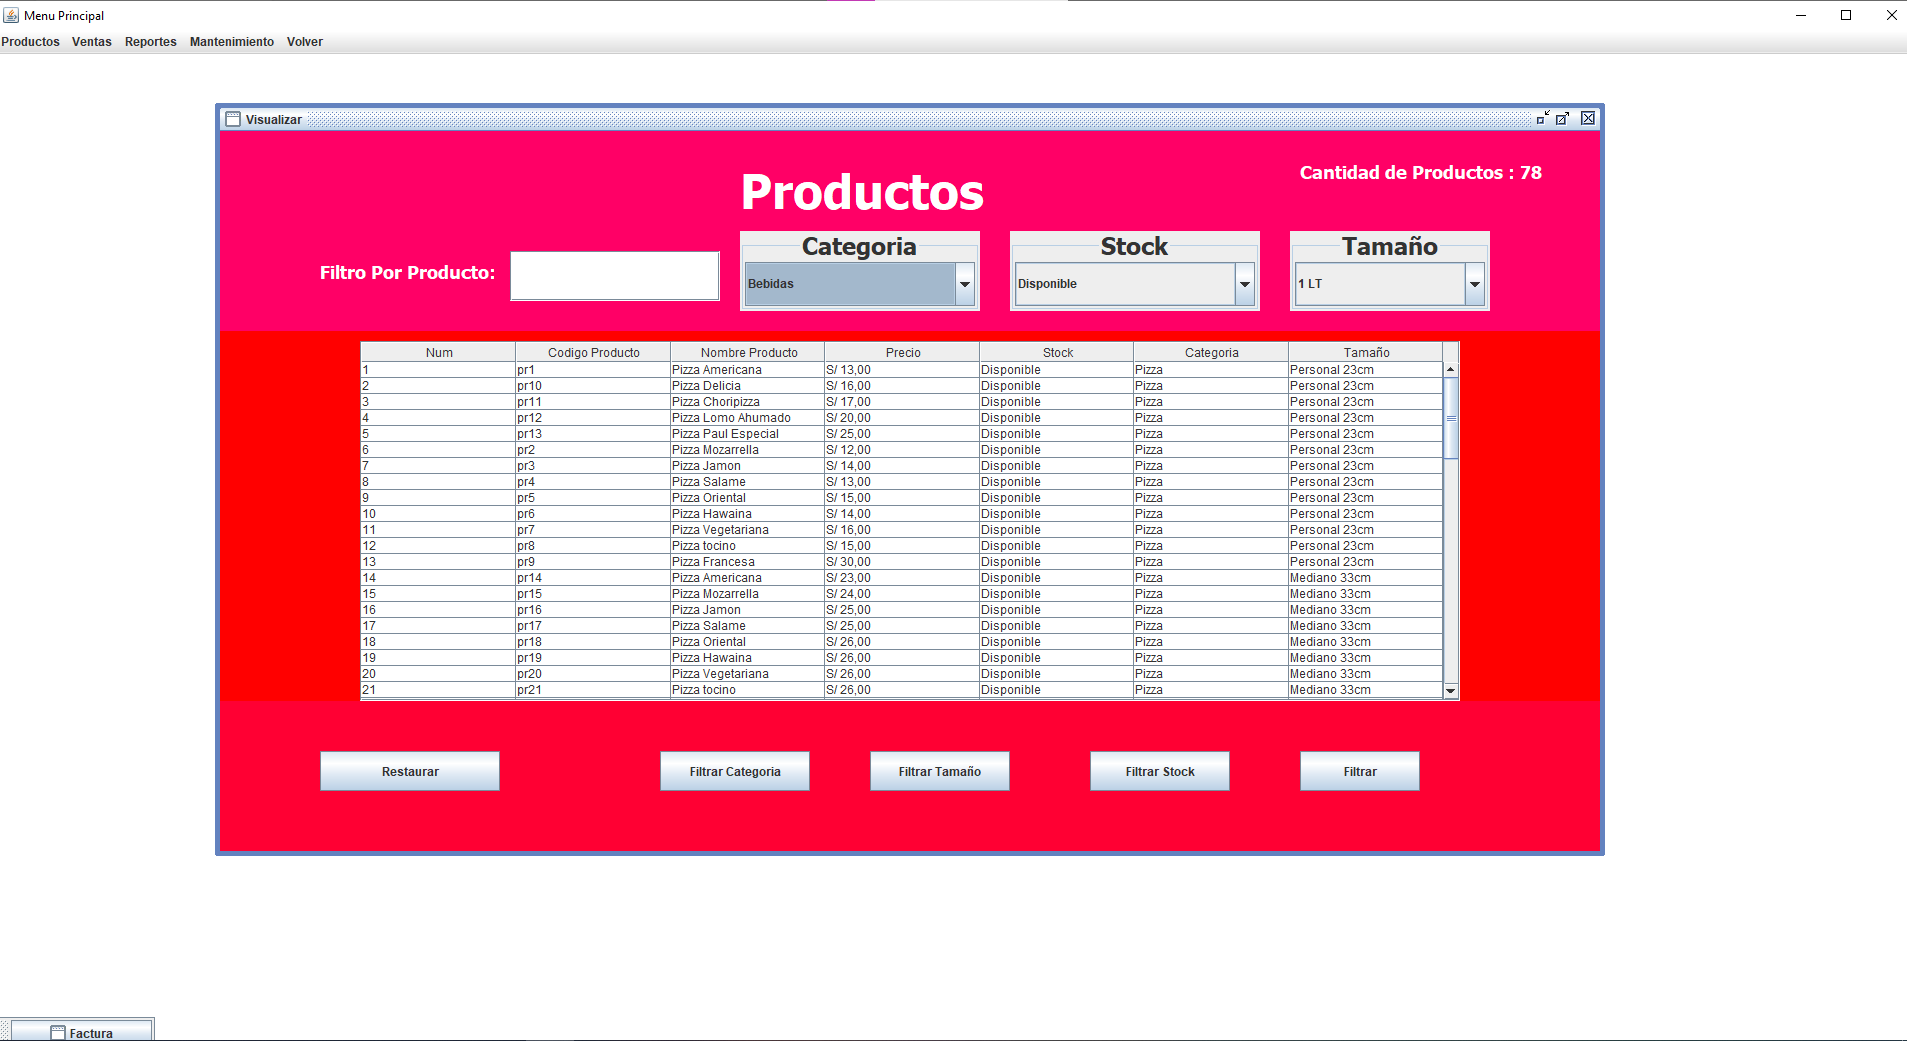 Menu Principal
Productos Ventas Reportes Mantenimiento Volver
Visualizar
Productos
Cantidad de Productos : 78
Filtro Por Producto:
Categoria
Bebidas
Stock
Disponible
Tamaño
1 LT
Num Codigo Producto Nombre Producto Precio Stock Categoria Tamaño
1 pr1 Pizza Americana S/ 13,00 Disponible Pizza Personal 23cm
2 pr10 Pizza Delicia S/ 16,00 Disponible Pizza Personal 23cm
3 pr11 Pizza Choripizza S/ 17,00 Disponible Pizza Personal 23cm
4 pr12 Pizza Lomo Ahumado S/ 20,00 Disponible Pizza Personal 23cm
5 pr13 Pizza Paul Especial S/ 25,00 Disponible Pizza Personal 23cm
6 pr2 Pizza Mozarrella S/ 12,00 Disponible Pizza Personal 23cm
7 pr3 Pizza Jamon S/ 14,00 Disponible Pizza Personal 23cm
8 pr4 Pizza Salame S/ 13,00 Disponible Pizza Personal 23cm
9 pr5 Pizza Oriental S/ 15,00 Disponible Pizza Personal 23cm
10 pr6 Pizza Hawaina S/ 14,00 Disponible Pizza Personal 23cm
11 pr7 Pizza Vegetariana S/ 16,00 Disponible Pizza Personal 23cm
12 pr8 Pizza tocino S/ 15,00 Disponible Pizza Personal 23cm
13 pr9 Pizza Francesa S/ 30,00 Disponible Pizza Personal 23cm
14 pr14 Pizza Americana S/ 23,00 Disponible Pizza Mediano 33cm
15 pr15 Pizza Mozarrella S/ 24,00 Disponible Pizza Mediano 33cm
16 pr16 Pizza Jamon S/ 25,00 Disponible Pizza Mediano 33cm
17 pr17 Pizza Salame S/ 25,00 Disponible Pizza Mediano 33cm
18 pr18 Pizza Oriental S/ 26,00 Disponible Pizza Mediano 33cm
19 pr19 Pizza Hawaina S/ 26,00 Disponible Pizza Mediano 33cm
20 pr20 Pizza Vegetariana S/ 26,00 Disponible Pizza Mediano 33cm
21 pr21 Pizza tocino S/ 26,00 Disponible Pizza Mediano 33cm
Restaurar Filtrar Categoria Filtrar Tamaño Filtrar Stock Filtrar
Factura